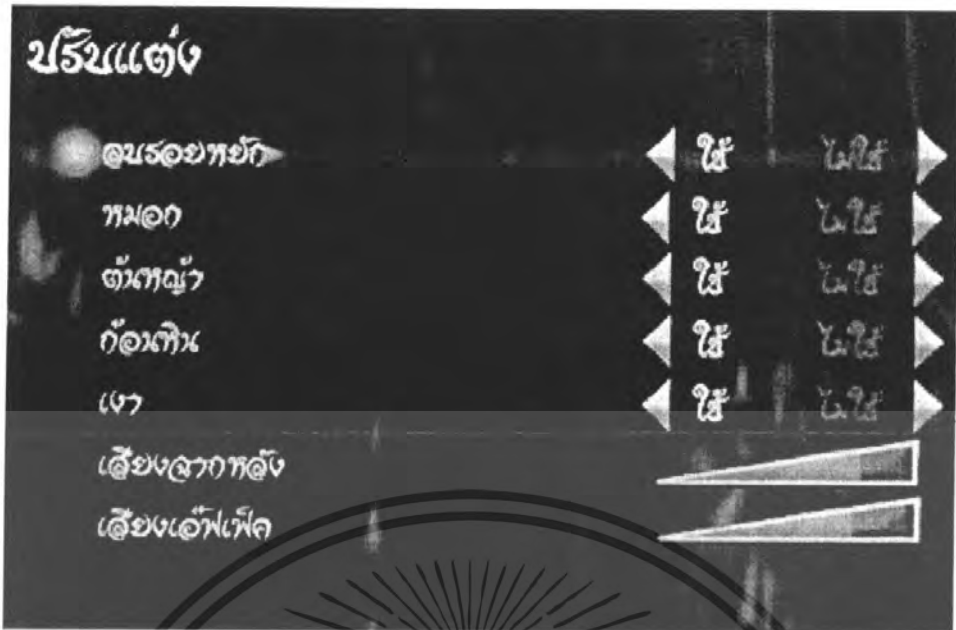 ปรับแต่ง
ลบรอยหยัก ใช้ ไม่ใช้
หมอก ใช้ ไม่ใช้
ต้นหญ้า ใช้ ไม่ใช้
ก้อนหิน ใช้ ไม่ใช้
เงา ใช้ ไม่ใช้
เสียงฉากหลัง
เสียงเอ๊ฟเฟ็ค